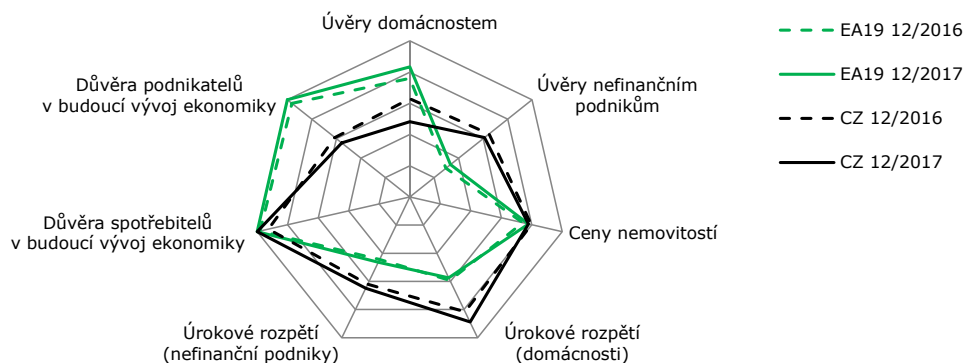 Úvěry domácnostem
Úvěry nefinančním
podnikům
Ceny nemovitostí
Úrokové rozpětí
(domácnosti)
Úrokové rozpětí
(nefinanční podniky)
Důvěra spotřebitelů
v budoucí vývoj ekonomiky
Důvěra podnikatelů
v budoucí vývoj ekonomiky
EA19 12/2016
EA19 12/2017
CZ 12/2016
CZ 12/2017